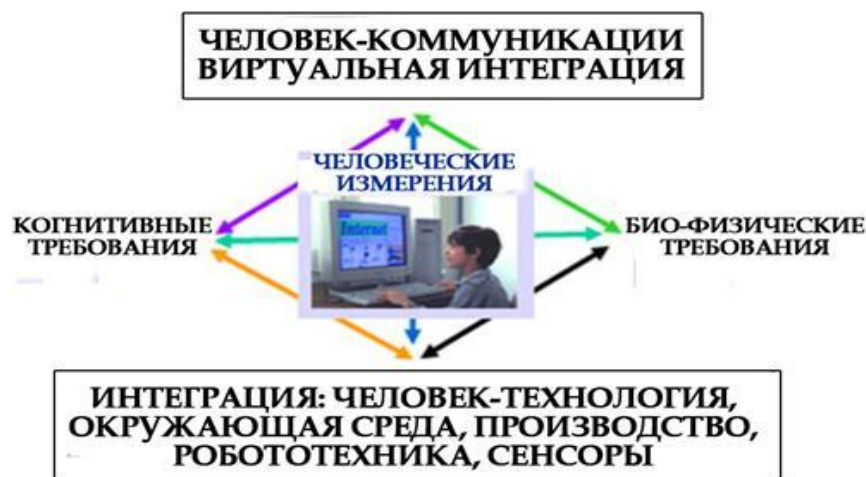 ЧЕЛОВЕК-КОММУНИКАЦИИ
ВИРТУАЛЬНАЯ ИНТЕГРАЦИЯ
ЧЕЛОВЕЧЕСКИЕ
ИЗМЕРЕНИЯ
КОГНИТИВНЫЕ
ТРЕБОВАНИЯ
Internet
БИО-ФИЗИЧЕСКИЕ
ТРЕБОВАНИЯ
ИНТЕГРАЦИЯ: ЧЕЛОВЕК-ТЕХНОЛОГИЯ,
ОКРУЖАЮЩАЯ СРЕДА, ПРОИЗВОДСТВО,
РОБОТОТЕХНИКА, СЕНСОРЫ